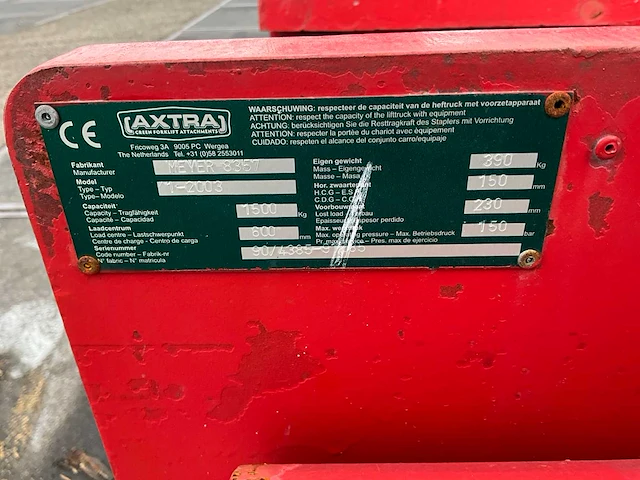 CE
[AXTRA]
GREEN FORKLIFT ATTACHMENTS
Fricoweg 3A 9005 PC Wergea
The Netherlands Tel. +31 (0)58 2553011
WAARSCHUWING: respecteer de capaciteit van de heftruck met voorzetapparaat
ATTENTION: respect the capacity of the lifttruck with equipment
ACHTUNG: berücksichtigen Sie die Resttragkraft des Staplers mit Vorrichtung
ATTENTION: respecter la portée du chariot avec équipement
CUIDADO: respeten el alcance del conjunto carro/equipaje
Fabrikant
Manufacturer
MEYER 8357
Model
Type – Typ
Type – Modelo
Capaciteit
Capacity – Tragfähigkeit
Capacité – Capacidad
1500 Kg
Laadcentrum
Load centre – Lastschwerpunkt
Centre de charge - Centro de carga
600 mm
Serienummer
Code number – Fabrik-nr
N° fabric – N° matricula
Eigen gewicht
Mass – Eigengewicht
Masse – Masa
390 Kg
Hor. zwaartepunt
H.C.G – E.S.
C.D.G –
150 mm
Voorbouwmaat
Lost load
Epaisseur espesor perdido
230 mm
Max. werkdruk
Max. operating pressure – Max. Betriebsdruck
Pr. max de – Pres. max de ejercicio
150 bar